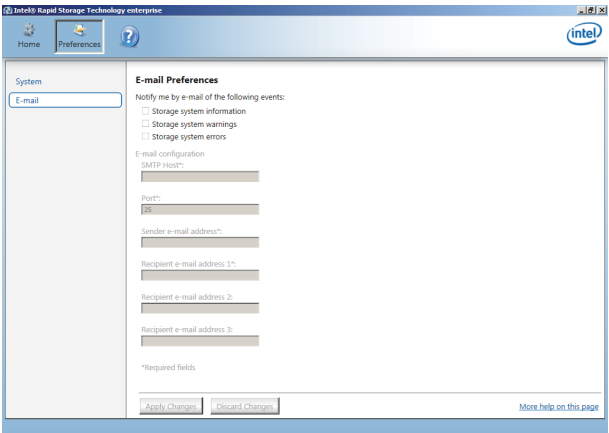 Intel® Rapid Storage Technology enterprise
Home
Preferences
?
intel
System
E-mail
E-mail Preferences
Notify me by e-mail of the following events:
Storage system information
Storage system warnings
Storage system errors
E-mail configuration
SMTP Host*:
Port*:
25
Sender e-mail address*:
Recipient e-mail address 1*:
Recipient e-mail address 2:
Recipient e-mail address 3:
*Required fields
Apply Changes
Discard Changes
More help on this page